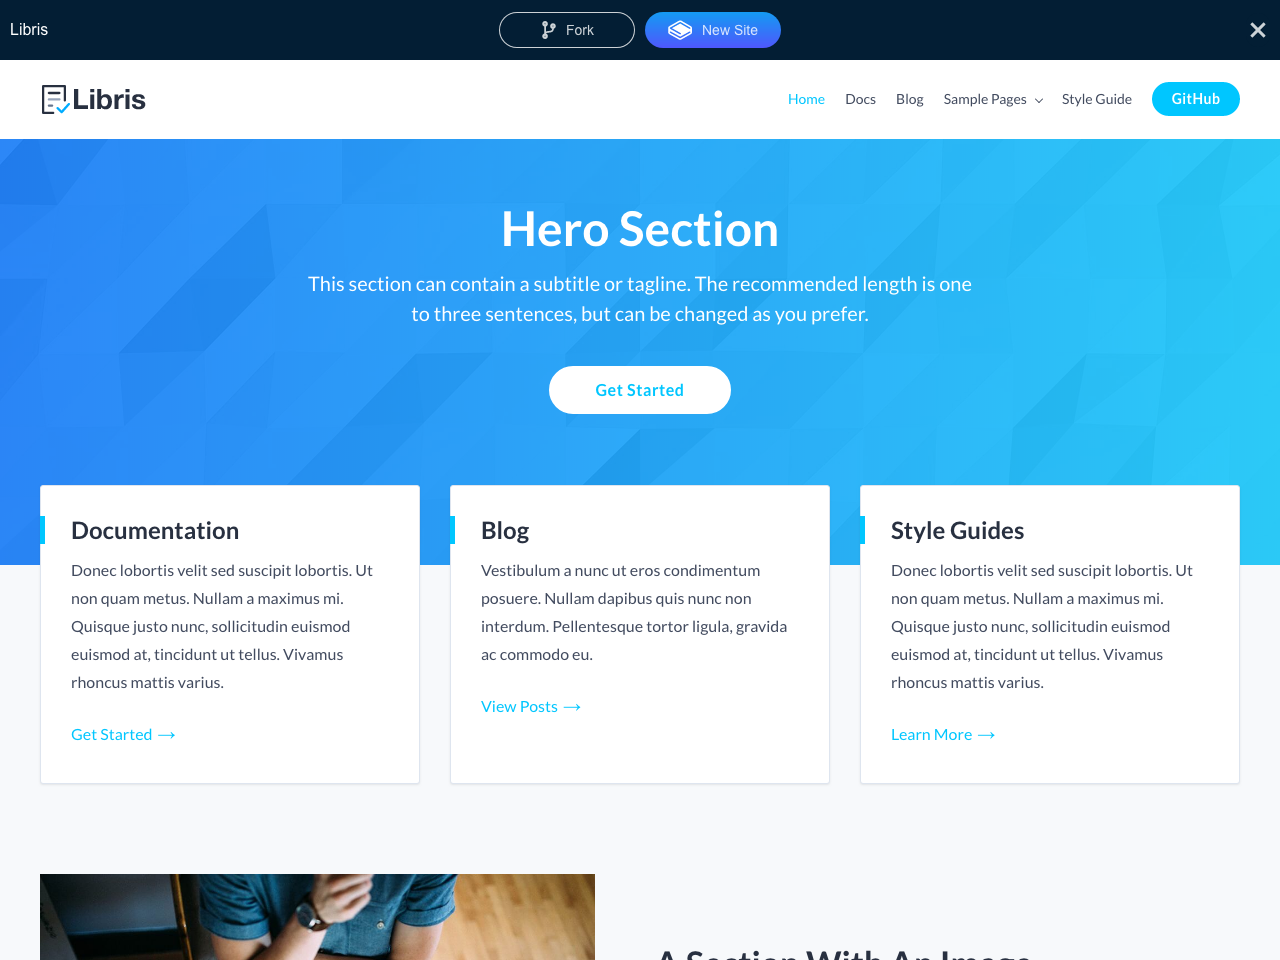 Libris
Fork
New Site
Libris
Home
Docs
Blog
Sample Pages
Style Guide
GitHub
Hero Section
This section can contain a subtitle or tagline. The recommended length is one
to three sentences, but can be changed as you prefer.
Get Started
Documentation
Donec lobortis velit sed suscipit lobortis. Ut
non quam metus. Nullam a maximus mi.
Quisque justo nunc, sollicitudin euismod
euismod at, tincidunt ut tellus. Vivamus
rhoncus mattis varius.
Get Started →
Blog
Vestibulum a nunc ut eros condimentum
posuere. Nullam dapibus quis nunc non
interdum. Pellentesque tortor ligula, gravida
ac commodo eu.
View Posts →
Style Guides
Donec lobortis velit sed suscipit lobortis. Ut
non quam metus. Nullam a maximus mi.
Quisque justo nunc, sollicitudin euismod
euismod at, tincidunt ut tellus. Vivamus
rhoncus mattis varius.
Learn More →
A Section With An Image